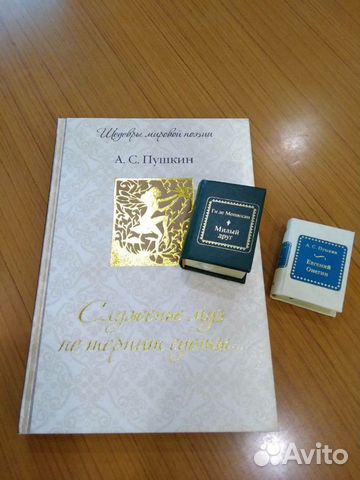 Шедевры мировой поэзии
А. С. Пушкин
Служенье муз
не терпит суеты...
Ги де Мопассан
Милый
друг
А. С. Пушкин
Евгений
Онегин
Avito